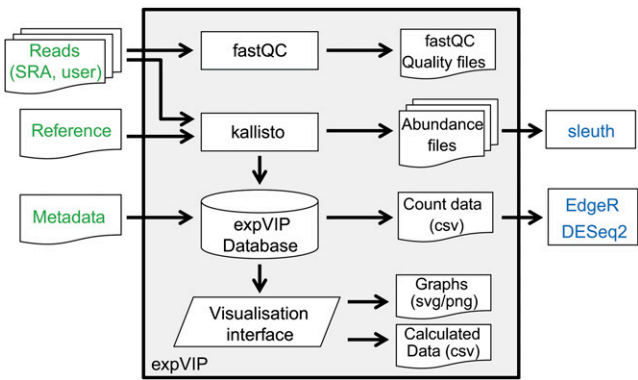 Reads
(SRA, user)
fastQC
fastQC
Quality files
Reference
kallisto
Abundance
files
sleuth
Metadata
expVIP
Database
Count data
(csv)
EdgeR
DESeq2
Visualisation
interface
Graphs
(svg/png)
Calculated
Data (csv)
expVIP